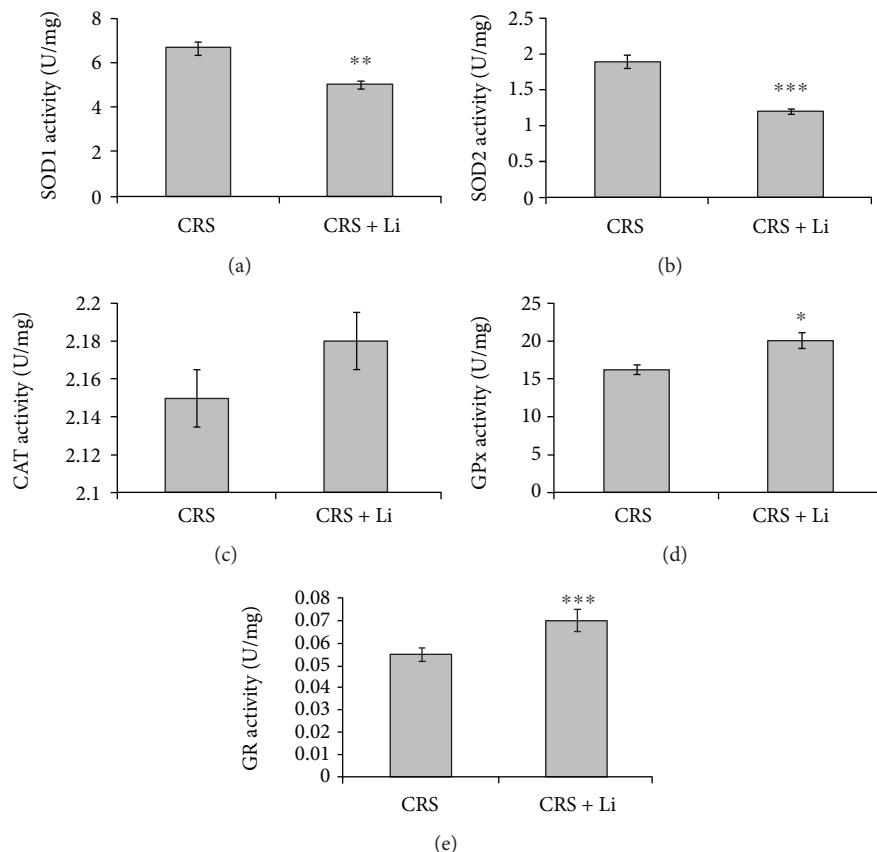 SOD1 activity (U/mg)
8
6
4
2
0
**
CRS
CRS + Li
(a)
SOD2 activity (U/mg)
2.5
2
1.5
1
0.5
0
***
CRS
CRS + Li
(b)
CAT activity (U/mg)
2.2
2.18
2.16
2.14
2.12
2.1
CRS
CRS + Li
(c)
GPx activity (U/mg)
25
20
15
10
5
0
*
CRS
CRS + Li
(d)
GR activity (U/mg)
0.08
0.07
0.06
0.05
0.04
0.03
0.02
0.01
0
***
CRS
CRS + Li
(e)